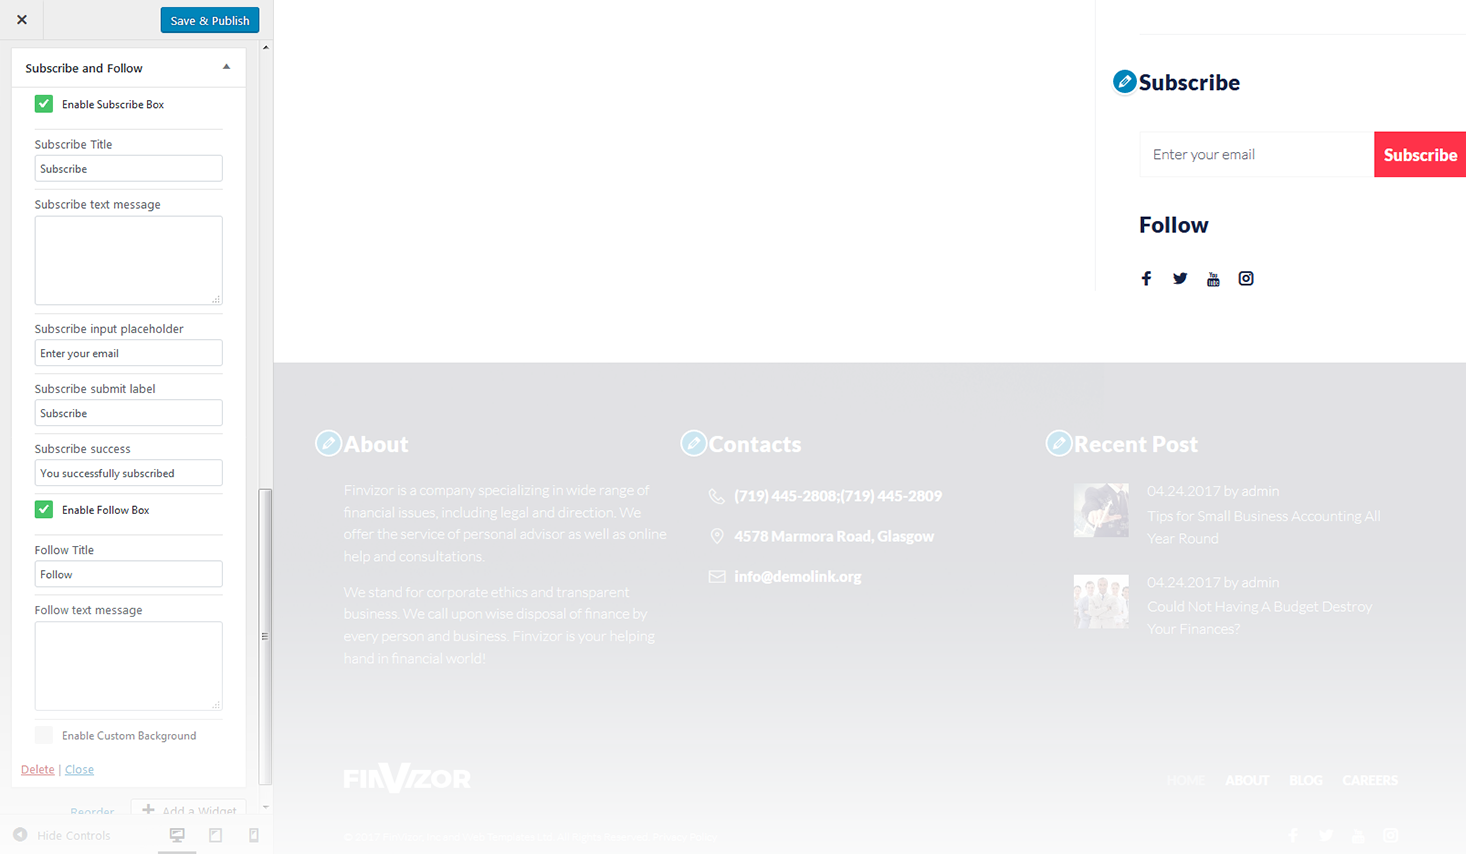 Save & Publish
Subscribe and Follow
Enable Subscribe Box
Subscribe Title
Subscribe
Subscribe text message
Subscribe input placeholder
Enter your email
Subscribe submit label
Subscribe
Subscribe success
You successfully subscribed
Enable Follow Box
Follow Title
Follow
Follow text message
Enable Custom Background
Delete | Close
Reorder
Add a Widget
Hide Controls
Subscribe
Enter your email
Subscribe
Follow
About
Finvizor is a company specializing in wide range of
financial issues, including legal and direction. We
offer the service of personal advisor as well as online
help and consultations.
We stand for corporate ethics and transparent
business. We call upon wise disposal of finance by
every person and business. Finvizor is your helping
hand in financial world!
Contacts
(719) 445-2808;(719) 445-2809
4578 Marmora Road, Glasgow
info@demolink.org
Recent Post
04.24.2017 by admin
Tips for Small Business Accounting All
Year Round
04.24.2017 by admin
Could Not Having A Budget Destroy
Your Finances?
FINVIZOR
HOME ABOUT BLOG CAREERS